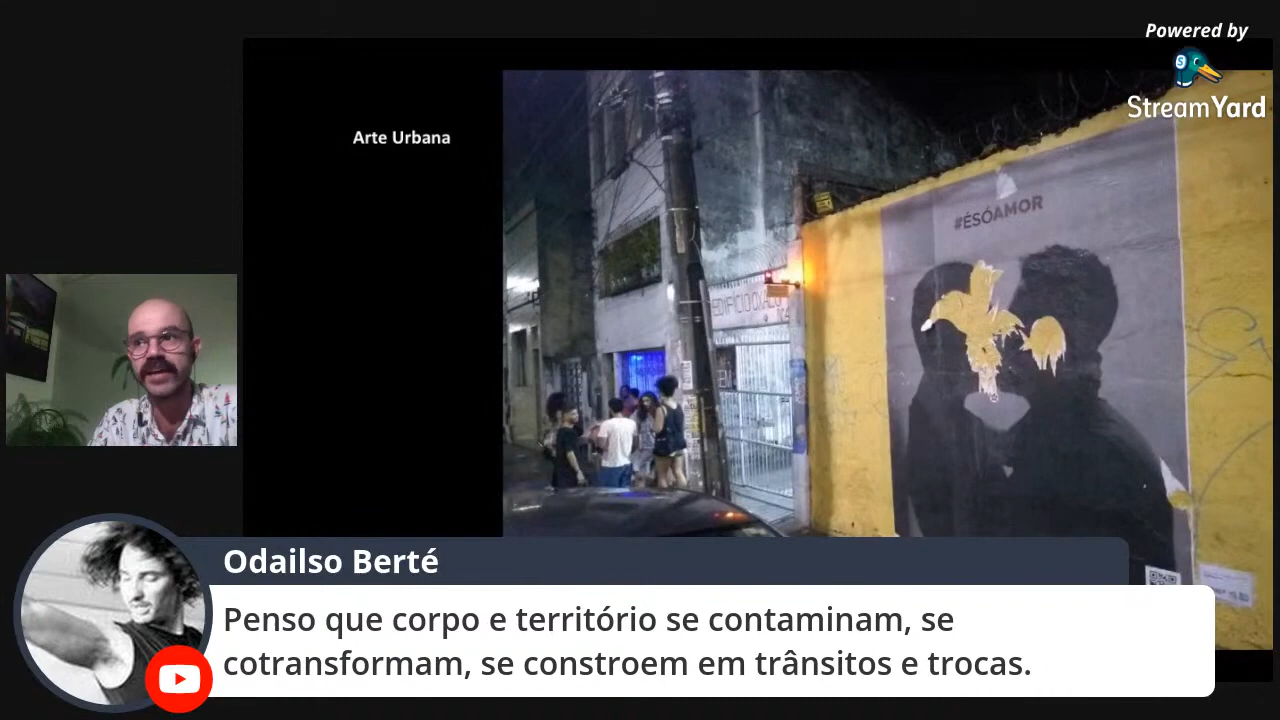 Powered by
StreamYard
Arte Urbana
#ÉSÓAMOR
Odailso Berté
Penso que corpo e território se contaminam, se
cotransformam, se constroem em trânsitos e trocas.